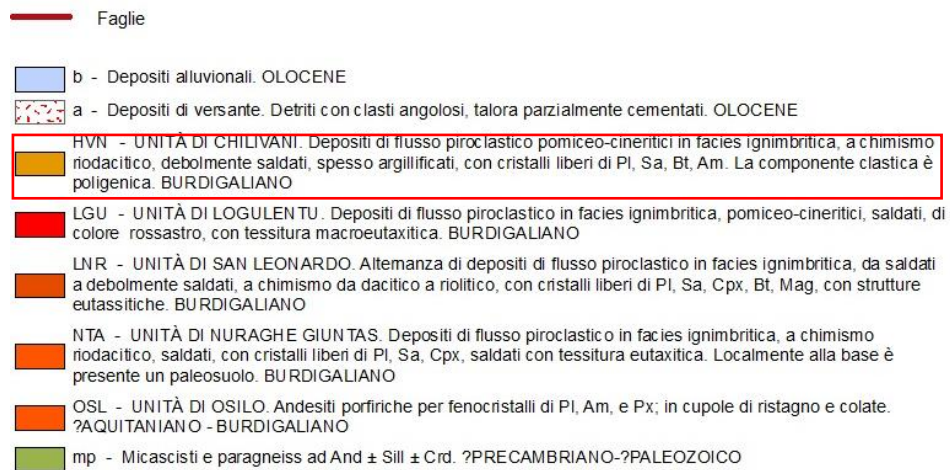 Faglie
b - Depositi alluvionali. OLOCENE
a - Depositi di versante. Detriti con clasti angolosi, talora parzialmente cementati. OLOCENE
HVN - UNITÀ DI CHILIVANI. Depositi di flusso piroclastico pomiceo-cineritici in facies ignimbritica, a chimismo
riodacitico, debolmente saldati, spesso argillificati, con cristalli liberi di Pl, Sa, Bt, Am. La componente clastica è
poligenica. BURDIGALIANO
LGU - UNITÀ DI LOGULENTU. Depositi di flusso piroclastico in facies ignimbritica, pomiceo-cineritici, saldati, di
colore rossastro, con tessitura macroeutaxitica. BURDIGALIANO
LNR - UNITÀ DI SAN LEONARDO. Alternanza di depositi di flusso piroclastico in facies ignimbritica, da saldati
a debolmente saldati, a chimismo da dacitico a riolitico, con cristalli liberi di Pl, Sa, Cpx, Bt, Mag, con strutture
eutassitiche. BURDIGALIANO
NTA - UNITÀ DI NURAGHE GIUNTAS. Depositi di flusso piroclastico in facies ignimbritica, a chimismo
riodacitico, saldati, con cristalli liberi di Pl, Sa, Cpx, saldati con tessitura eutaxitica. Localmente alla base è
presente un paleosuolo. BURDIGALIANO
OSL - UNITÀ DI OSILO. Andesiti porfiriche per fenocristalli di Pl, Am, e Px; in cupole di ristagno e colate.
?AQUITANIANO - BURDIGALIANO
mp - Micascisti e paragneiss ad And ± Sill ± Crd. ?PRECAMBRIANO-?PALEOZOICO